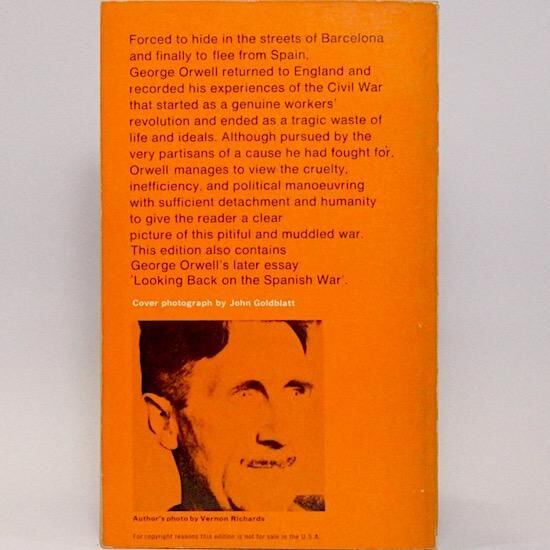 Forced to hide in the streets of Barcelona
and finally to flee from Spain,
George Orwell returned to England and
recorded his experiences of the Civil War
that started as a genuine workers'
revolution and ended as a tragic waste of
life and ideals. Although pursued by the
very partisans of a cause he had fought for,
Orwell manages to view the cruelty,
inefficiency, and political manoeuvring
with sufficient detachment and humanity
to give the reader a clear
picture of this pitiful and muddled war.
This edition also contains
George Orwell's later essay
'Looking Back on the Spanish War'.
Cover photograph by John Goldblatt
Author's photo by Vernon Richards
For copyright reasons this edition is not for sale in the U.S.A.